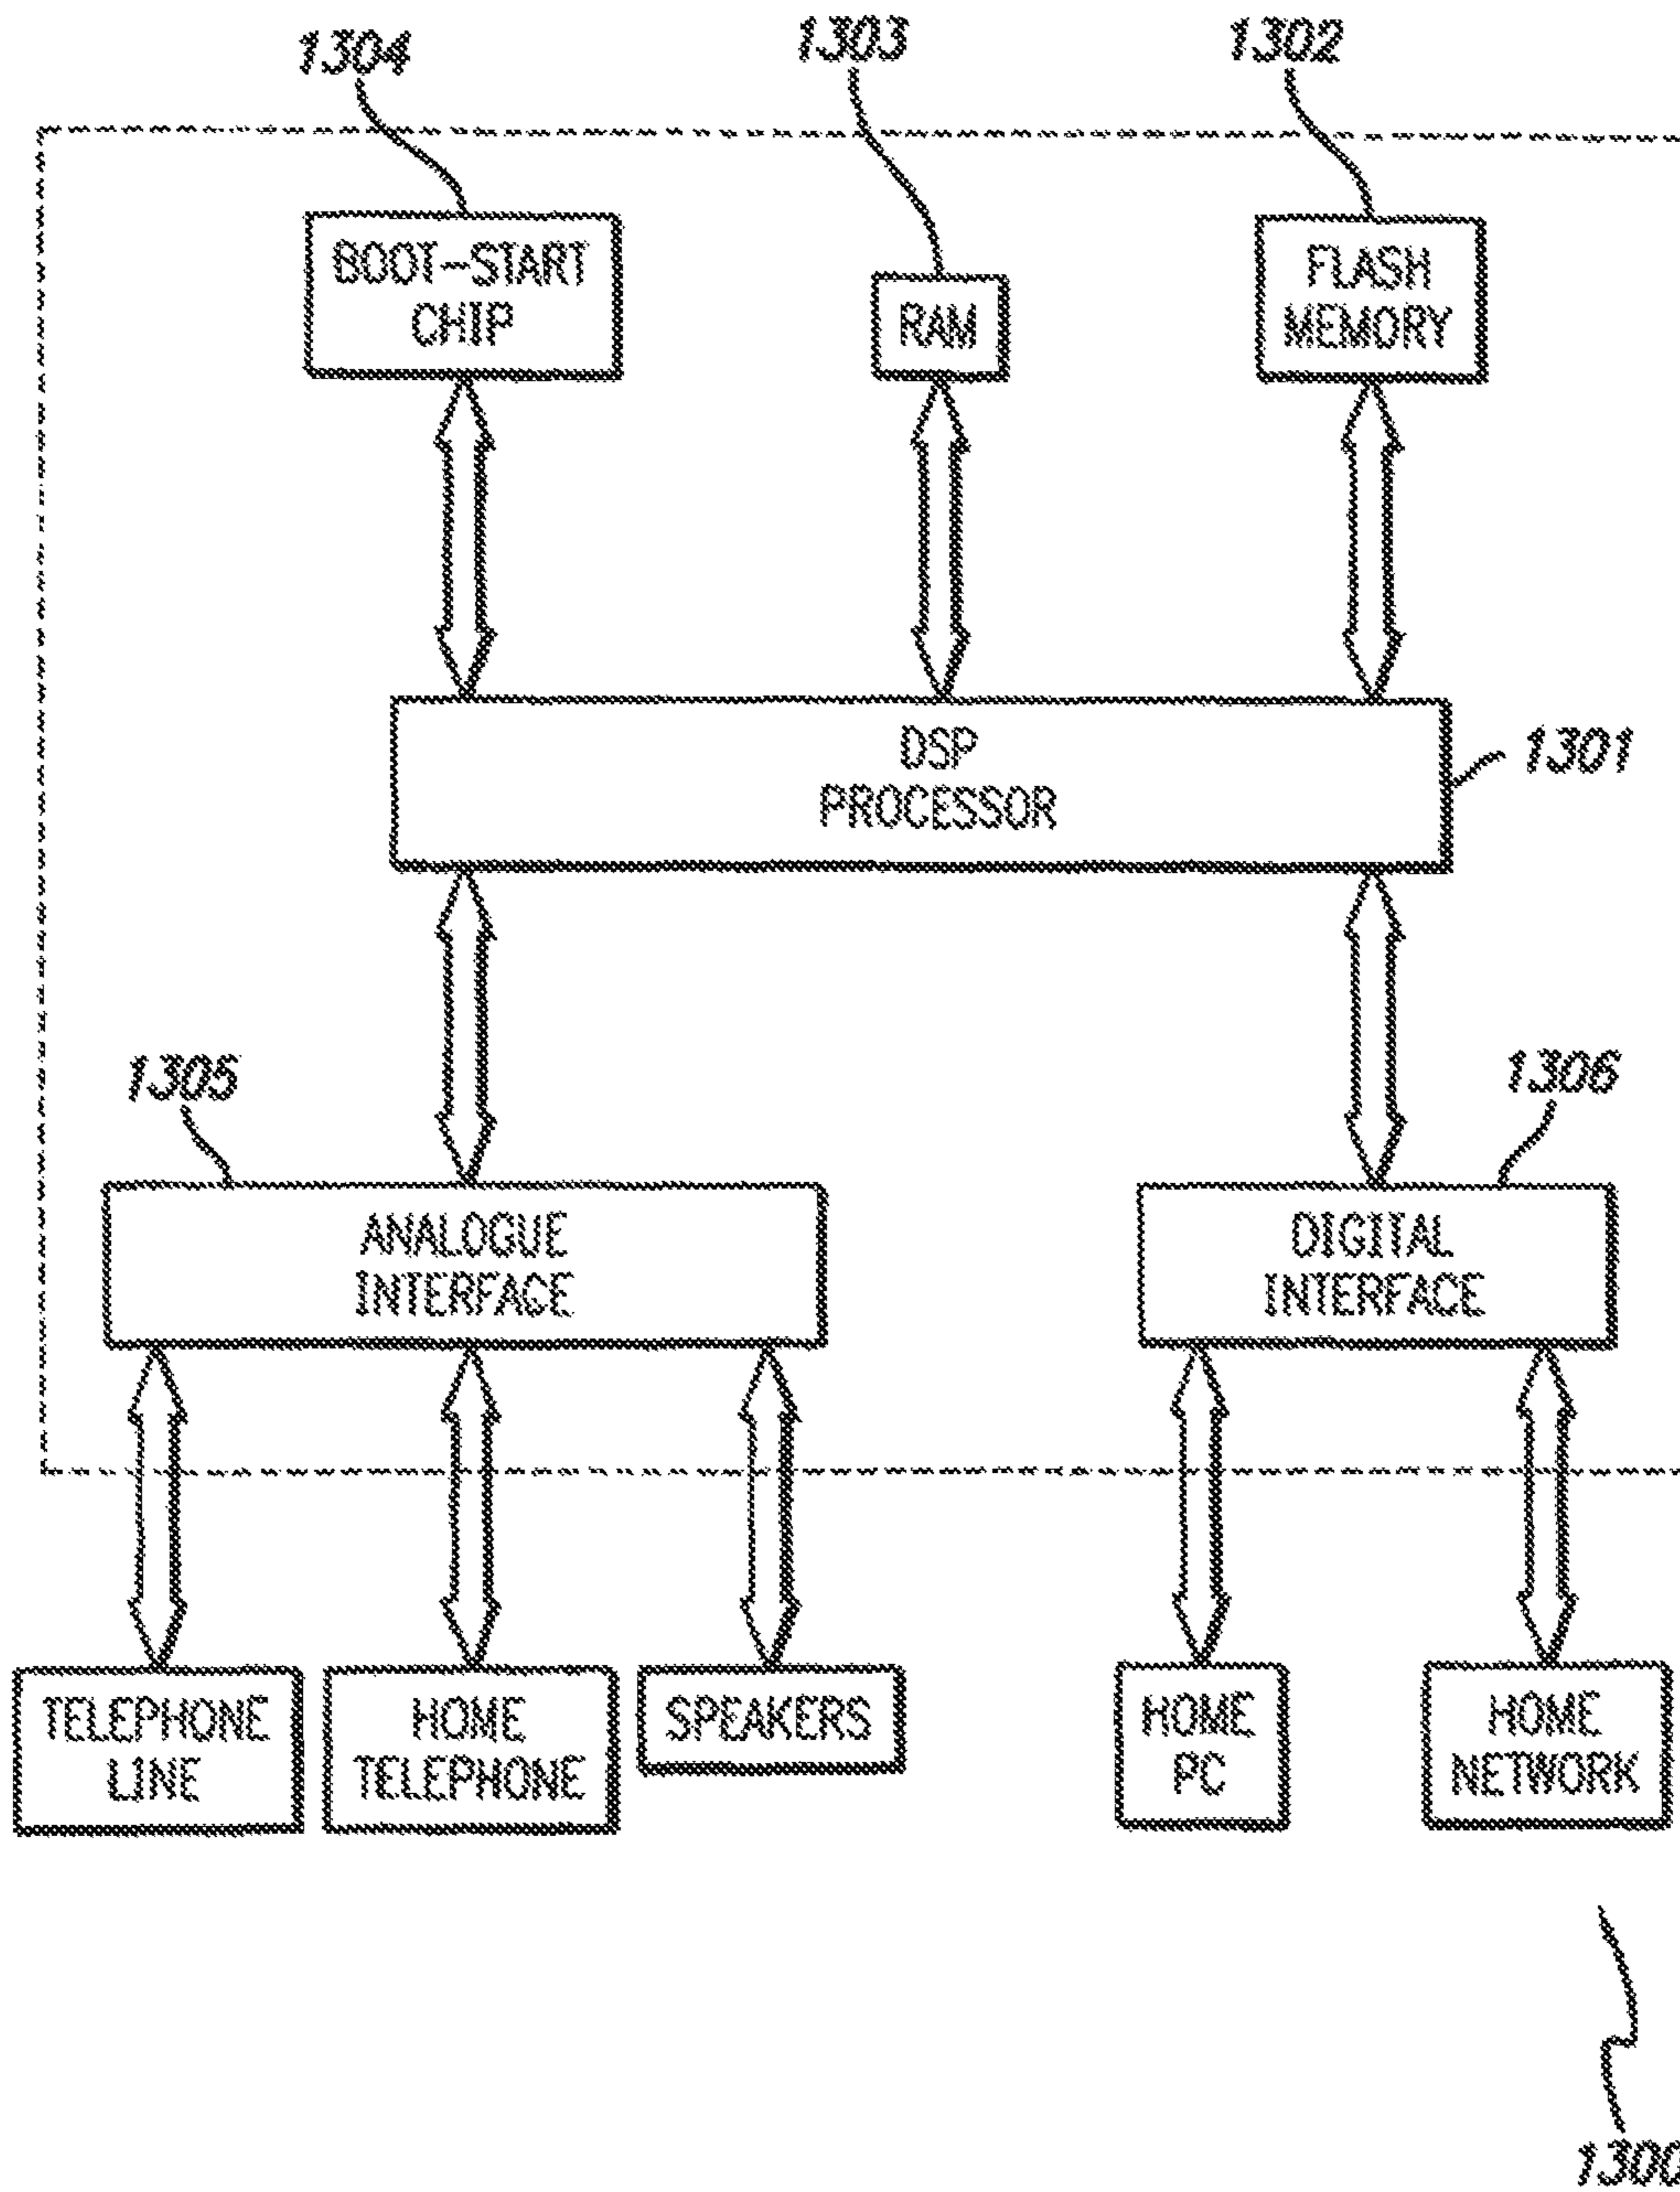 1304
1303
1302
BOOT-START
CHIP
RAM
FLASH
MEMORY
DSP
PROCESSOR
1301
1305
1306
ANALOGUE
INTERFACE
DIGITAL
INTERFACE
TELEPHONE
LINE
HOME
TELEPHONE
SPEAKERS
HOME
PC
HOME
NETWORK
1300